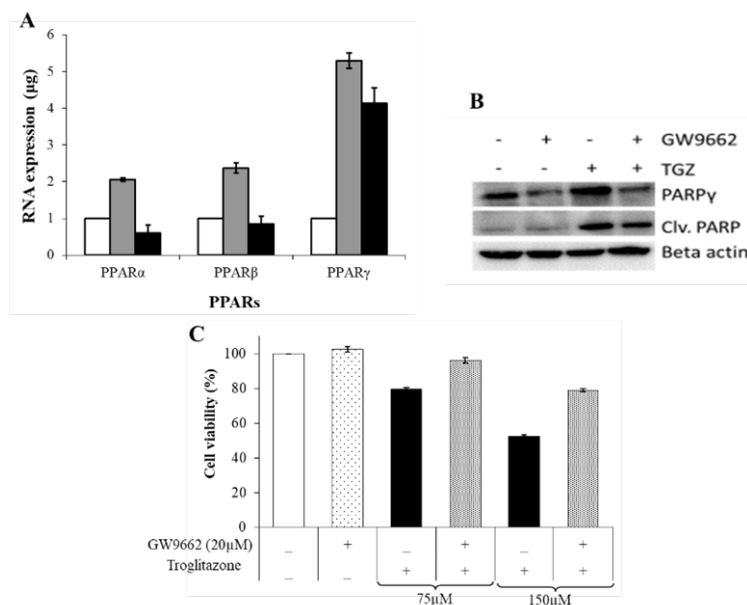 A
RNA expression (µg)
6
5
4
3
2
1
0
PPARα PPARβ PPARγ
PPARs
B
- + - + GW9662
- - + + TGZ
PARPγ
Clv. PARP
Beta actin
C
Cell viability (%)
100
80
60
40
20
0
GW9662 (20µM) – + – + – +
Troglitazone – – + + + +
75µM 150µM